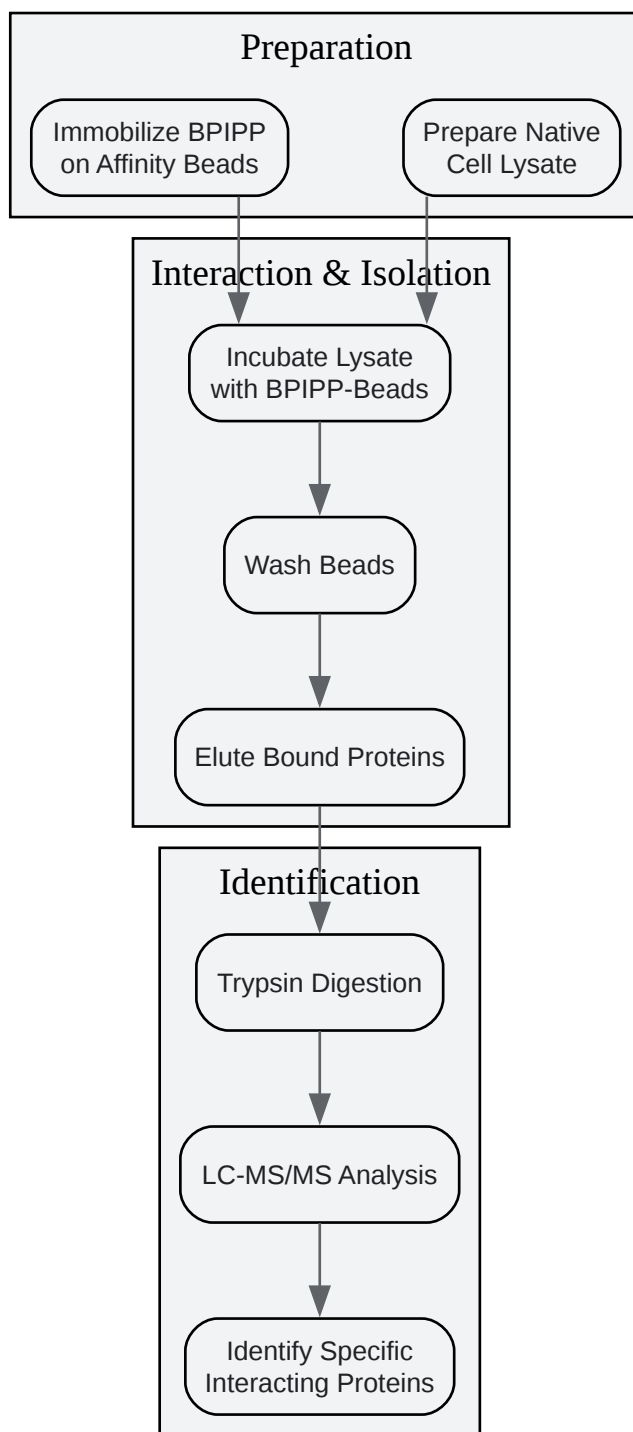 Preparation
Immobilize BPIPP
on Affinity Beads
Prepare Native
Cell Lysate
Interaction & Isolation
Incubate Lysate
with BPIPP-Beads
Wash Beads
Elute Bound Proteins
Identification
Trypsin Digestion
LC-MS/MS Analysis
Identify Specific
Interacting Proteins